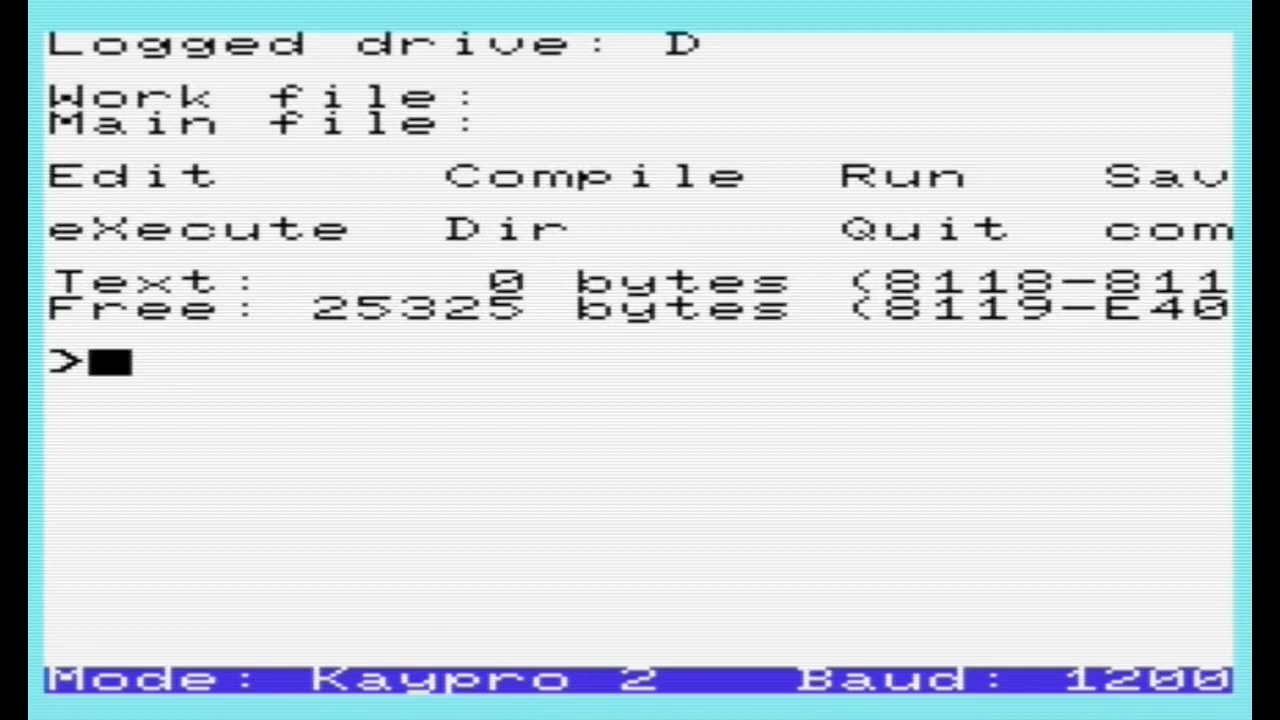 Logged drive: D
Work file:
Main file:
Edit Compile Run Sav
eXecute Dir Quit com
Text: 0 bytes (8118-811
Free: 25325 bytes (8119-E40
>
Mode: Kaypro 2 Baud: 1200